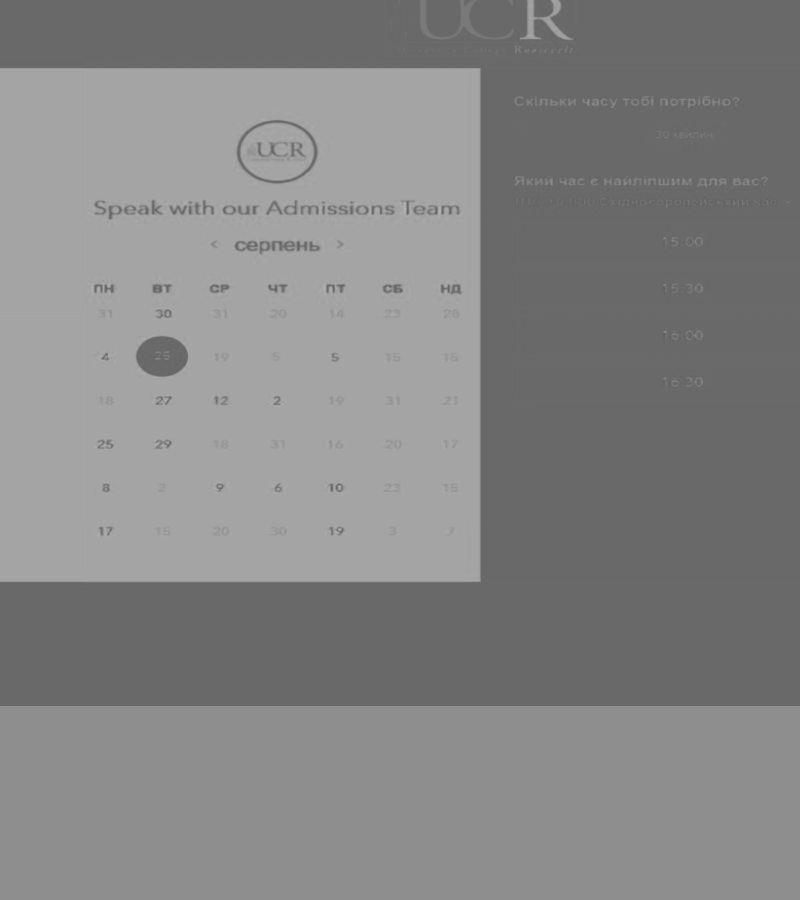 UCR
Roosevelt
UCR
Speak with our Admissions Team
< серпень >
ПН ВТ СР ЧТ ПТ СБ НД
31 30 31 20 14 23 28
4 25 19 5 5 15 15
18 27 12 2 19 31 21
25 29 18 31 16 20 17
8 2 9 6 10 23 15
17 15 20 30 19 3 7
Скільки часу тобі потрібно?
30 хвилин
Який час є найліпшим для вас?
Східноєвропейський час
15:00
15:30
16:00
16:30